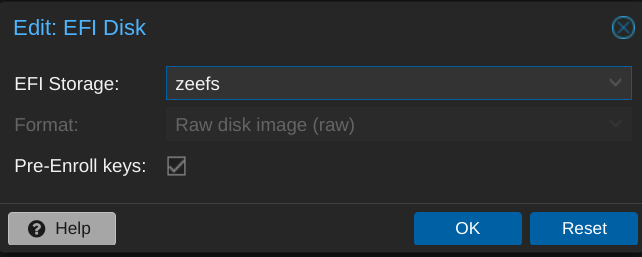 Edit: EFI Disk
EFI Storage: zeefs
Format: Raw disk image (raw)
Pre-Enroll keys:
? Help OK Reset